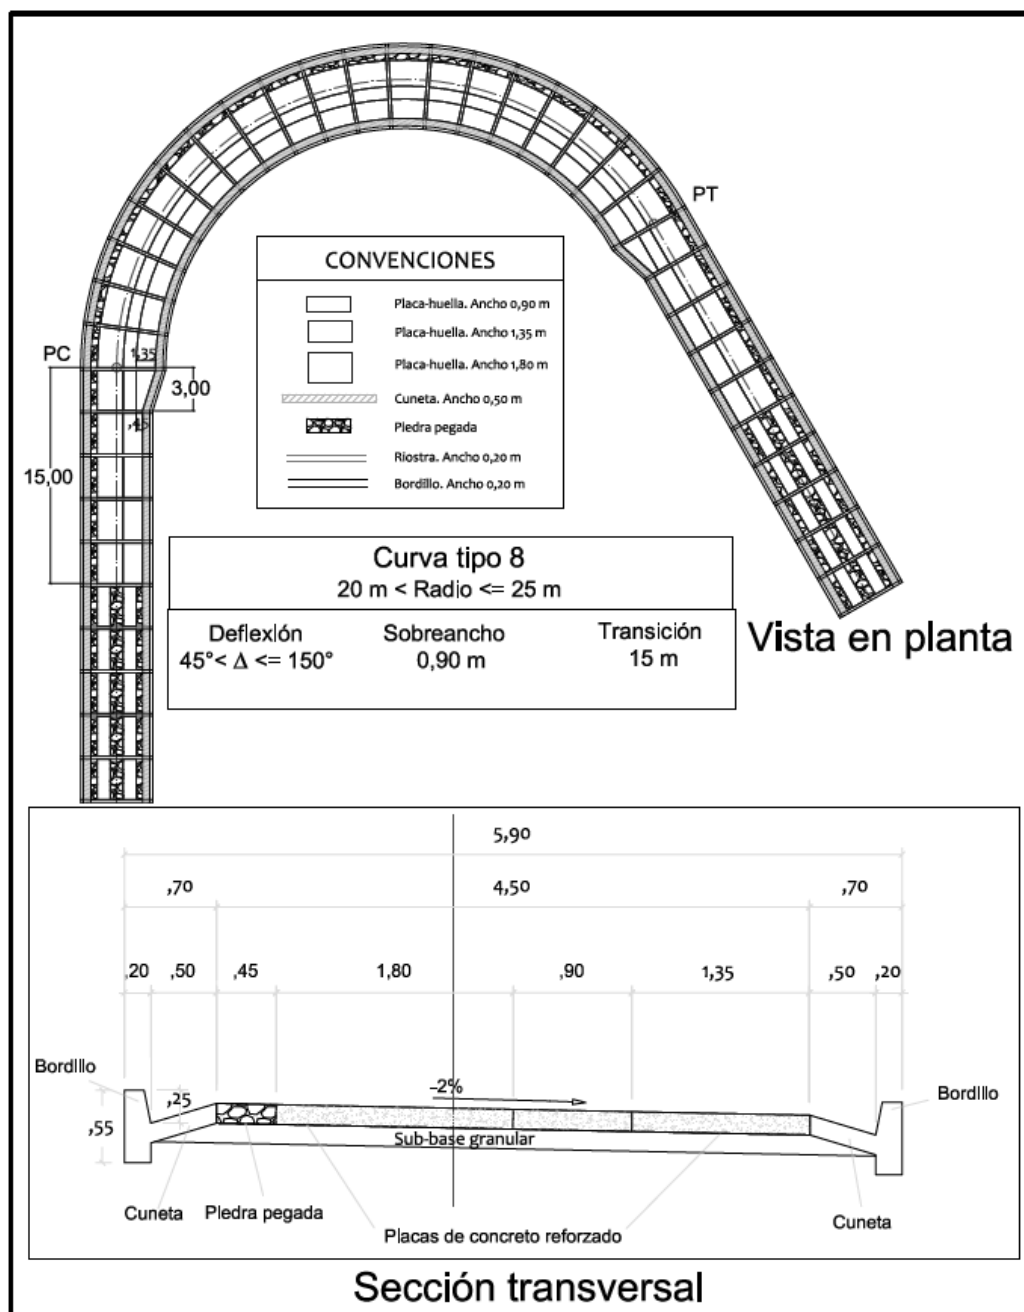 PT
CONVENCIONES
Placa-huella. Ancho 0,90 m
Placa-huella. Ancho 1,35 m
Placa-huella. Ancho 1,80 m
Cuneta. Ancho 0,50 m
Piedra pegada
Riostra. Ancho 0,20 m
Bordillo. Ancho 0,20 m
PC
1,35
3,00
15,00
Curva tipo 8
20 m < Radio <= 25 m
Deflexión Sobreancho Transición
45°< Δ <= 150° 0,90 m 15 m
Vista en planta
5,90
,70 4,50 ,70
,20 ,50 ,45 1,80 ,90 1,35 ,50 ,20
Bordillo Bordillo
,25 -2%
,55
Sub-base granular
Cuneta Piedra pegada Placas de concreto reforzado Cuneta
Sección transversal